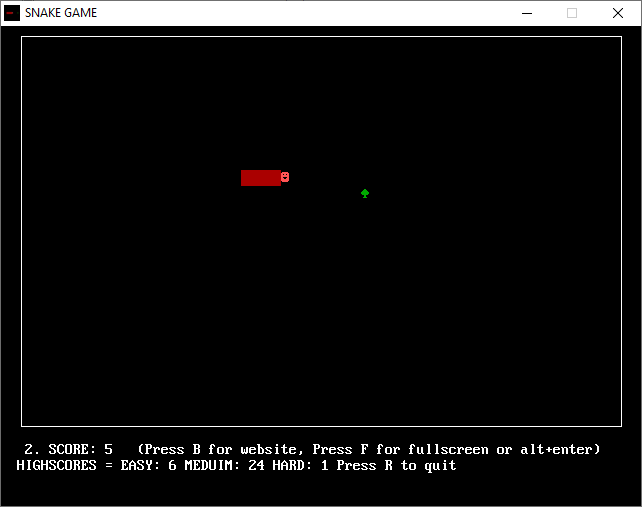 SNAKE GAME
2. SCORE: 5 (Press B for website, Press F for fullscreen or alt+enter)
HIGHSCORES = EASY: 6 MEDUIM: 24 HARD: 1 Press R to quit